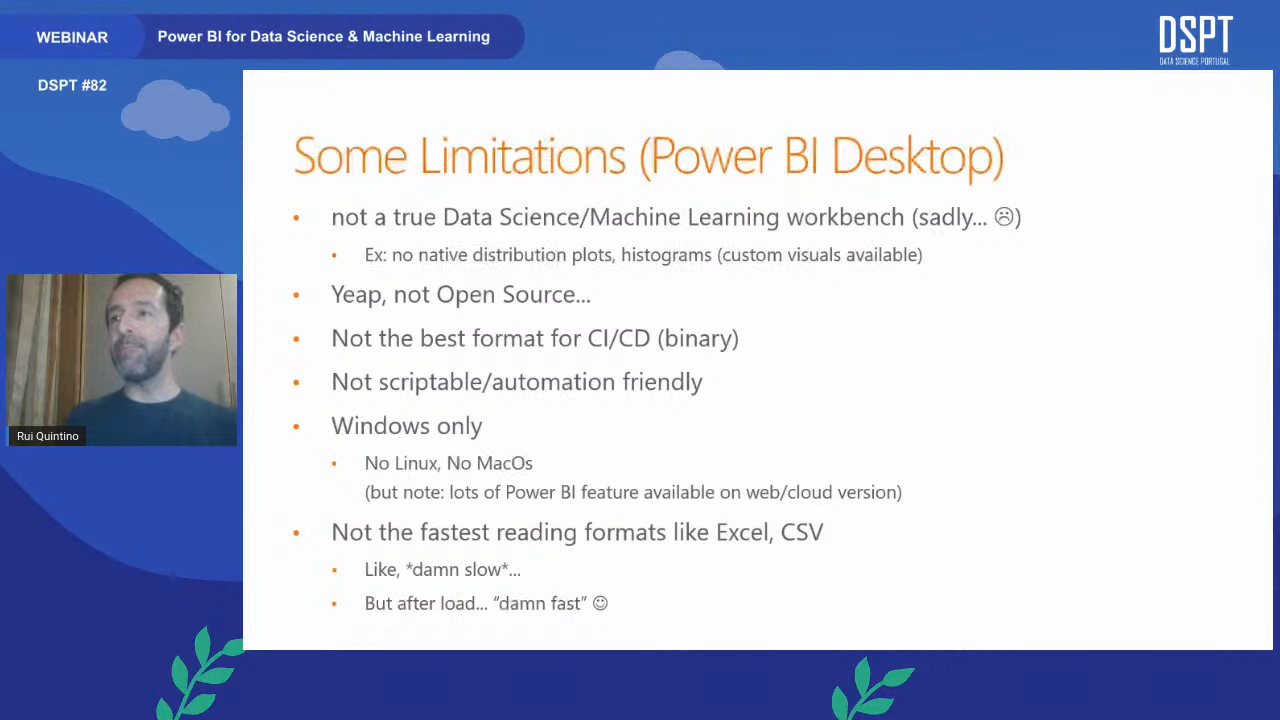 WEBINAR
Power BI for Data Science & Machine Learning
DSPT
DATA SCIENCE PORTUGAL
DSPT #82
Some Limitations (Power BI Desktop)
• not a true Data Science/Machine Learning workbench (sadly... ☹)
• Ex: no native distribution plots, histograms (custom visuals available)
• Yeap, not Open Source...
• Not the best format for CI/CD (binary)
• Not scriptable/automation friendly
• Windows only
• No Linux, No MacOs
(but note: lots of Power BI feature available on web/cloud version)
• Not the fastest reading formats like Excel, CSV
• Like, *damn slow*...
• But after load... “damn fast” ☺
Rui Quintino